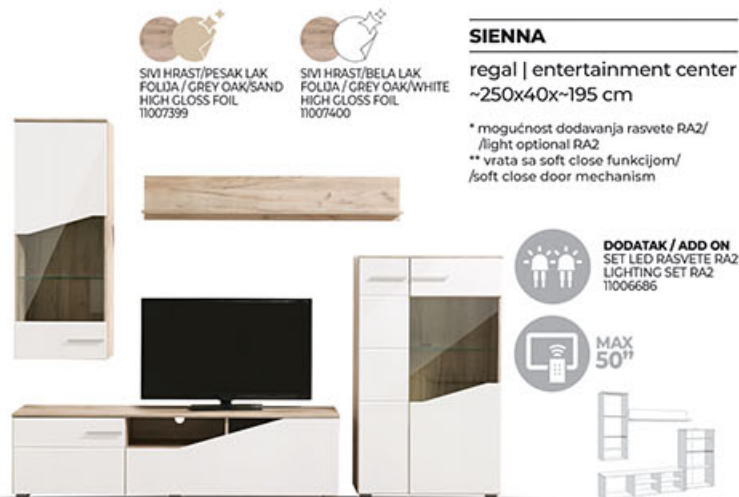 SIVI HRAST/PESAK LAK
FOLIJA / GREY OAK/SAND
HIGH GLOSS FOIL
11007399
SIVI HRAST/BELA LAK
FOLIJA / GREY OAK/WHITE
HIGH GLOSS FOIL
11007400
SIENNA
regal | entertainment center
~250x40x~195 cm
* mogućnost dodavanja rasvete RA2/
/light optional RA2
** vrata sa soft close funkcijom/
/soft close door mechanism
DODATAK / ADD ON
SET LED RASVETE RA2
LIGHTING SET RA2
11006686
MAX
50”